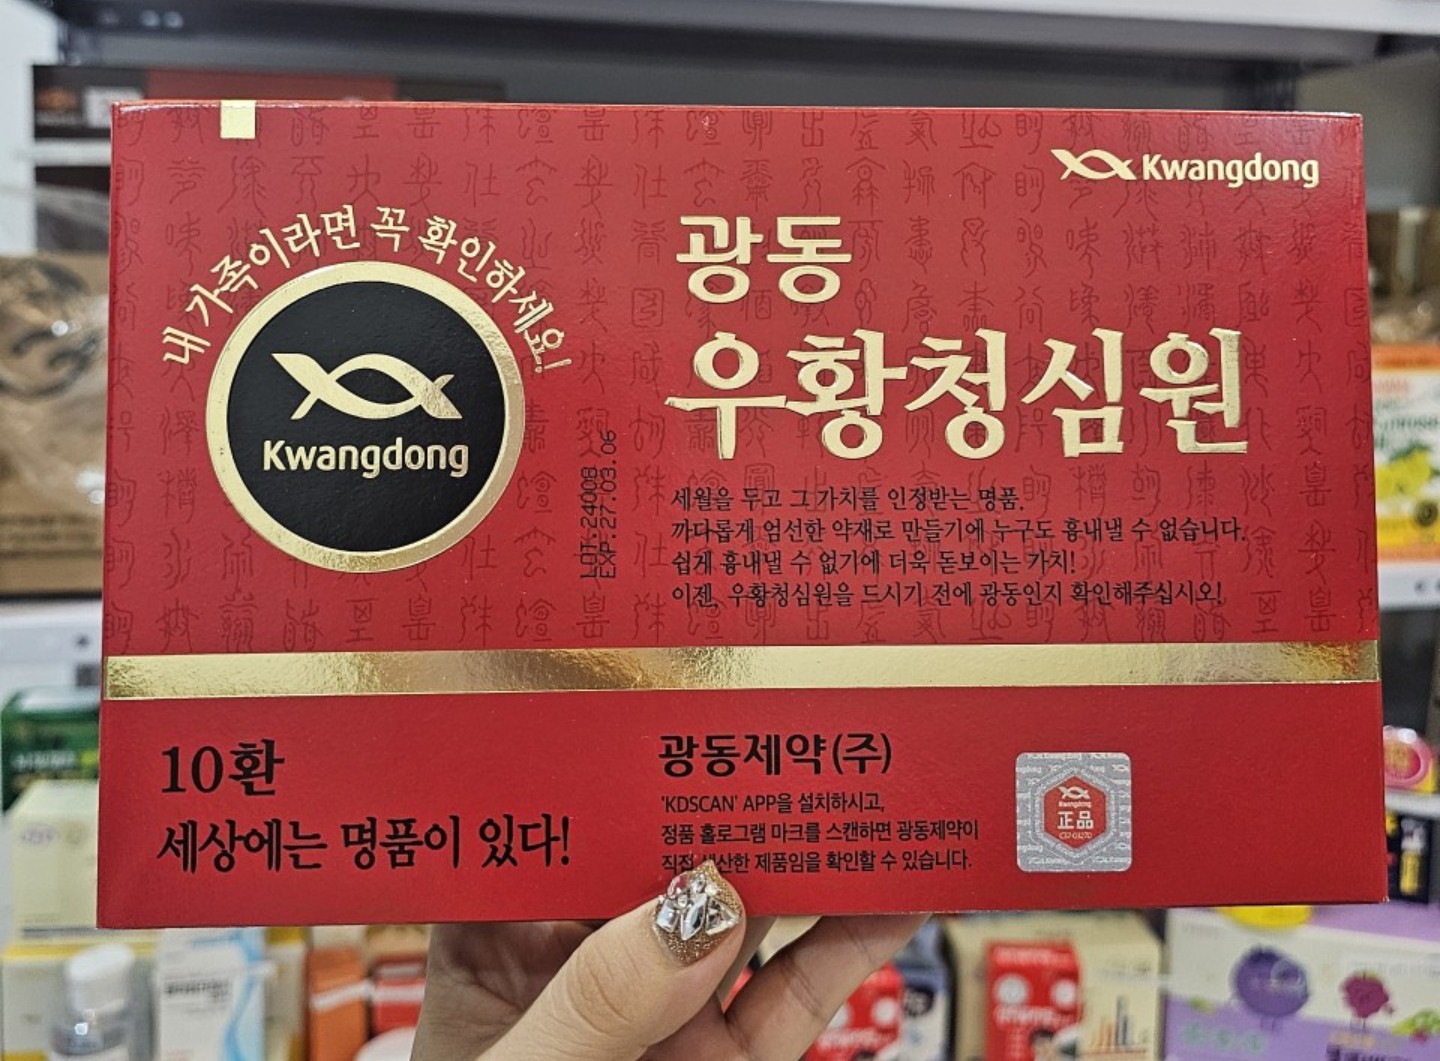 Kwangdong
내 가족이라면 꼭 확인하세요!
Kwangdong
광동
우황청심원
LOT:24008
EXP.27.03.06
세월을 두고 그 가치를 인정받는 명품.
까다롭게 엄선한 약재로 만들기에 누구도 흉내낼 수 없습니다.
쉽게 흉내낼 수 없기에 더욱 돋보이는 가치!
이젠, 우황청심원을 드시기 전에 광동인지 확인해주십시오!
10환
세상에는 명품이 있다!
광동제약(주)
'KDSCAN' APP을 설치하시고,
정품 홀로그램 마크를 스캔하면 광동제약이
직접 생산한 제품임을 확인할 수 있습니다.
Kwangdong
正品